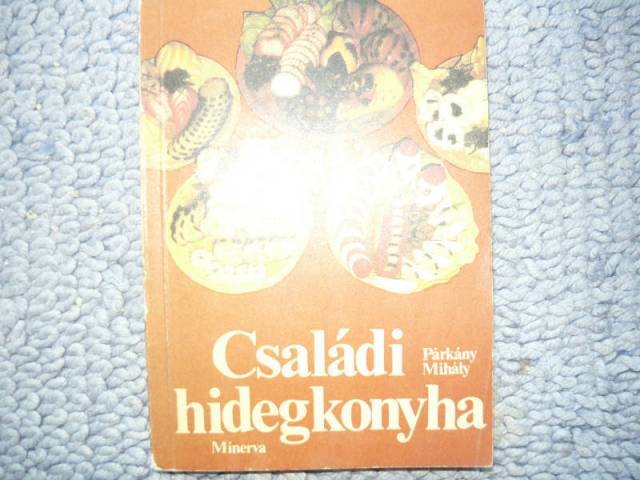 Családi
Párkány
Mihály
hidegkonyha
Minerva